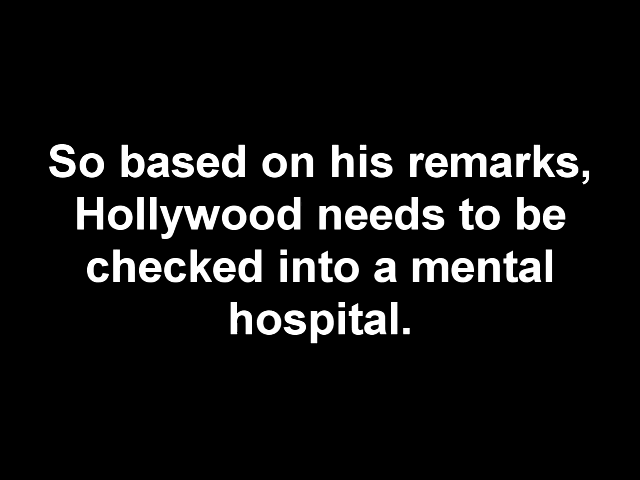 So based on his remarks,
Hollywood needs to be
checked into a mental
hospital.